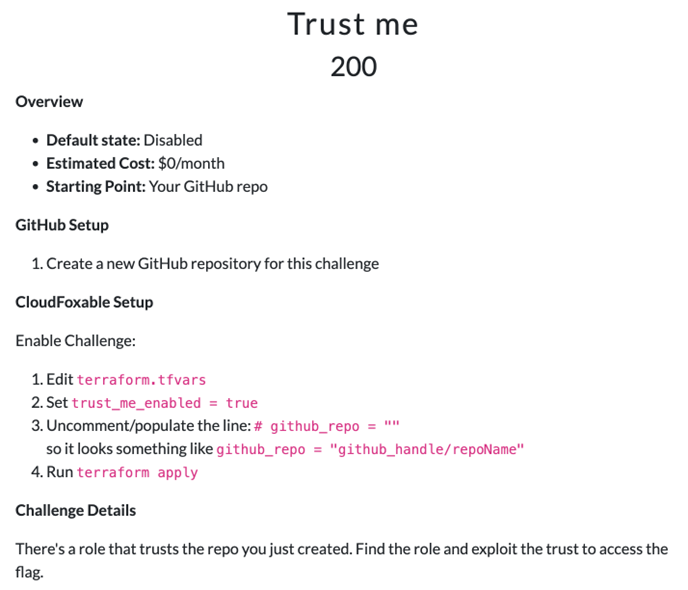 Trust me
200
Overview
• Default state: Disabled
• Estimated Cost: $0/month
• Starting Point: Your GitHub repo
GitHub Setup
1. Create a new GitHub repository for this challenge
CloudFoxable Setup
Enable Challenge:
1. Edit terraform.tfvars
2. Set trust_me_enabled = true
3. Uncomment/populate the line: # github_repo = ""
so it looks something like github_repo = "github_handle/repoName"
4. Run terraform apply
Challenge Details
There's a role that trusts the repo you just created. Find the role and exploit the trust to access the
flag.